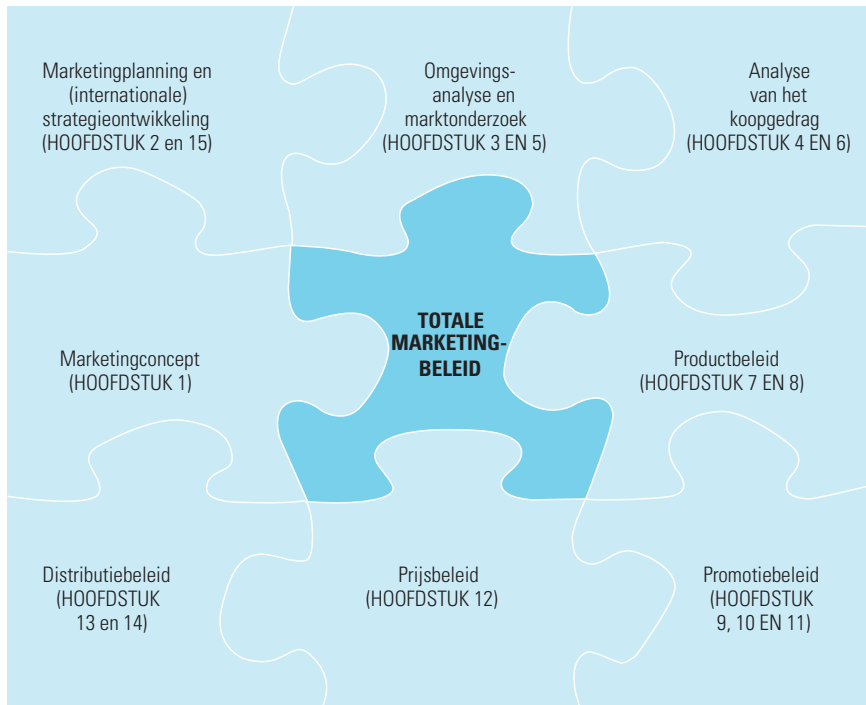 Marketingplanning en
(internationale)
strategieontwikkeling
(HOOFDSTUK 2 en 15)
Omgevings-
analyse en
marktonderzoek
(HOOFDSTUK 3 EN 5)
Analyse
van het
koopgedrag
(HOOFDSTUK 4 EN 6)
Marketingconcept
(HOOFDSTUK 1)
TOTALE
MARKETING-
BELEID
Productbeleid
(HOOFDSTUK 7 EN 8)
Distributiebeleid
(HOOFDSTUK
13 en 14)
Prijsbeleid
(HOOFDSTUK 12)
Promotiebeleid
(HOOFDSTUK
9, 10 EN 11)